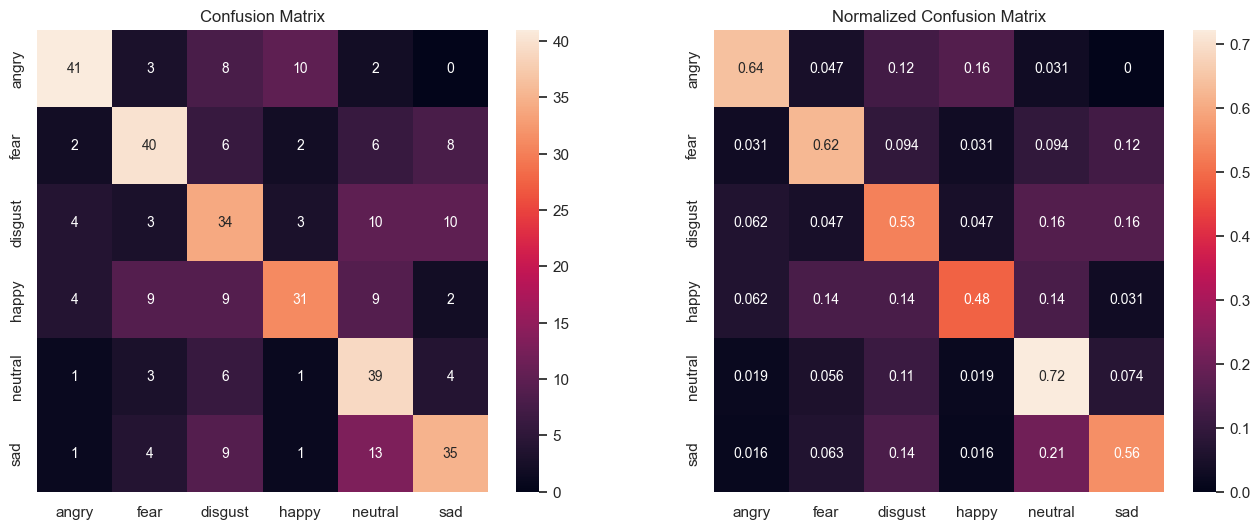 Confusion Matrix
angry 41 3 8 10 2 0
fear 2 40 6 2 6 8
disgust 4 3 34 3 10 10
happy 4 9 9 31 9 2
neutral 1 3 6 1 39 4
sad 1 4 9 1 13 35
angry fear disgust happy neutral sad
40
35
30
25
20
15
10
5
0
Normalized Confusion Matrix
angry 0.64 0.047 0.12 0.16 0.031 0
fear 0.031 0.62 0.094 0.031 0.094 0.12
disgust 0.062 0.047 0.53 0.047 0.16 0.16
happy 0.062 0.14 0.14 0.48 0.14 0.031
neutral 0.019 0.056 0.11 0.019 0.72 0.074
sad 0.016 0.063 0.14 0.016 0.21 0.56
angry fear disgust happy neutral sad
0.7
0.6
0.5
0.4
0.3
0.2
0.1
0.0